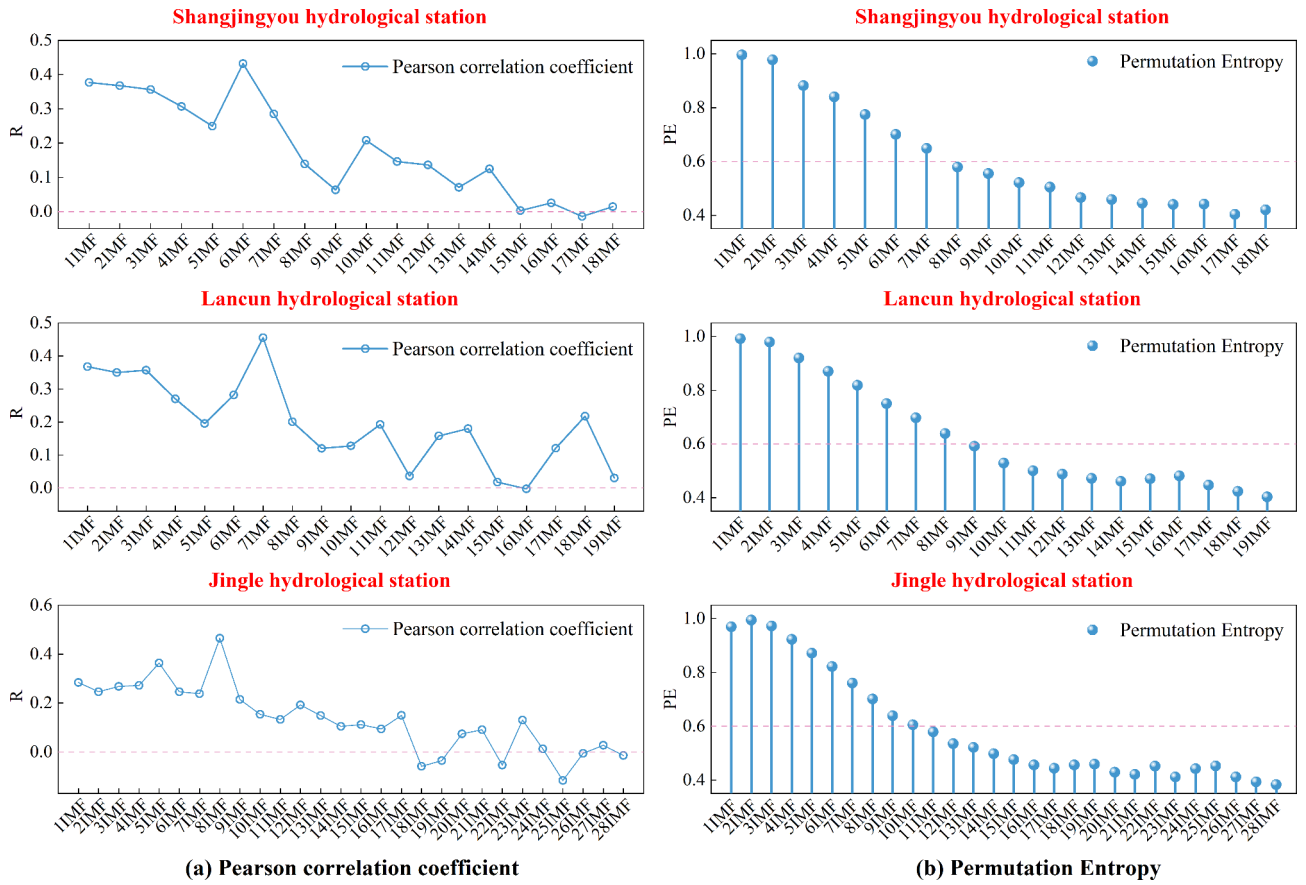 Shangjingyou hydrological station
0.5
0.4
0.3
0.2
0.1
0.0
R
Pearson correlation coefficient
1IMF 2IMF 3IMF 4IMF 5IMF 6IMF 7IMF 8IMF 9IMF 10IMF 11IMF 12IMF 13IMF 14IMF 15IMF 16IMF 17IMF 18IMF
Shangjingyou hydrological station
1.0
0.8
0.6
0.4
PE
Permutation Entropy
1IMF 2IMF 3IMF 4IMF 5IMF 6IMF 7IMF 8IMF 9IMF 10IMF 11IMF 12IMF 13IMF 14IMF 15IMF 16IMF 17IMF 18IMF
Lancun hydrological station
0.5
0.4
0.3
0.2
0.1
0.0
R
Pearson correlation coefficient
1IMF 2IMF 3IMF 4IMF 5IMF 6IMF 7IMF 8IMF 9IMF 10IMF 11IMF 12IMF 13IMF 14IMF 15IMF 16IMF 17IMF 18IMF 19IMF
Lancun hydrological station
1.0
0.8
0.6
0.4
PE
Permutation Entropy
1IMF 2IMF 3IMF 4IMF 5IMF 6IMF 7IMF 8IMF 9IMF 10IMF 11IMF 12IMF 13IMF 14IMF 15IMF 16IMF 17IMF 18IMF 19IMF
Jingle hydrological station
0.6
0.4
0.2
0.0
R
Pearson correlation coefficient
1IMF 2IMF 3IMF 4IMF 5IMF 6IMF 7IMF 8IMF 9IMF 10IMF 11IMF 12IMF 13IMF 14IMF 15IMF 16IMF 17IMF 18IMF 19IMF 20IMF 21IMF 22IMF 23IMF 24IMF 25IMF 26IMF 27IMF 28IMF
(a) Pearson correlation coefficient
Jingle hydrological station
1.0
0.8
0.6
0.4
PE
Permutation Entropy
1IMF 2IMF 3IMF 4IMF 5IMF 6IMF 7IMF 8IMF 9IMF 10IMF 11IMF 12IMF 13IMF 14IMF 15IMF 16IMF 17IMF 18IMF 19IMF 20IMF 21IMF 22IMF 23IMF 24IMF 25IMF 26IMF 27IMF 28IMF
(b) Permutation Entropy